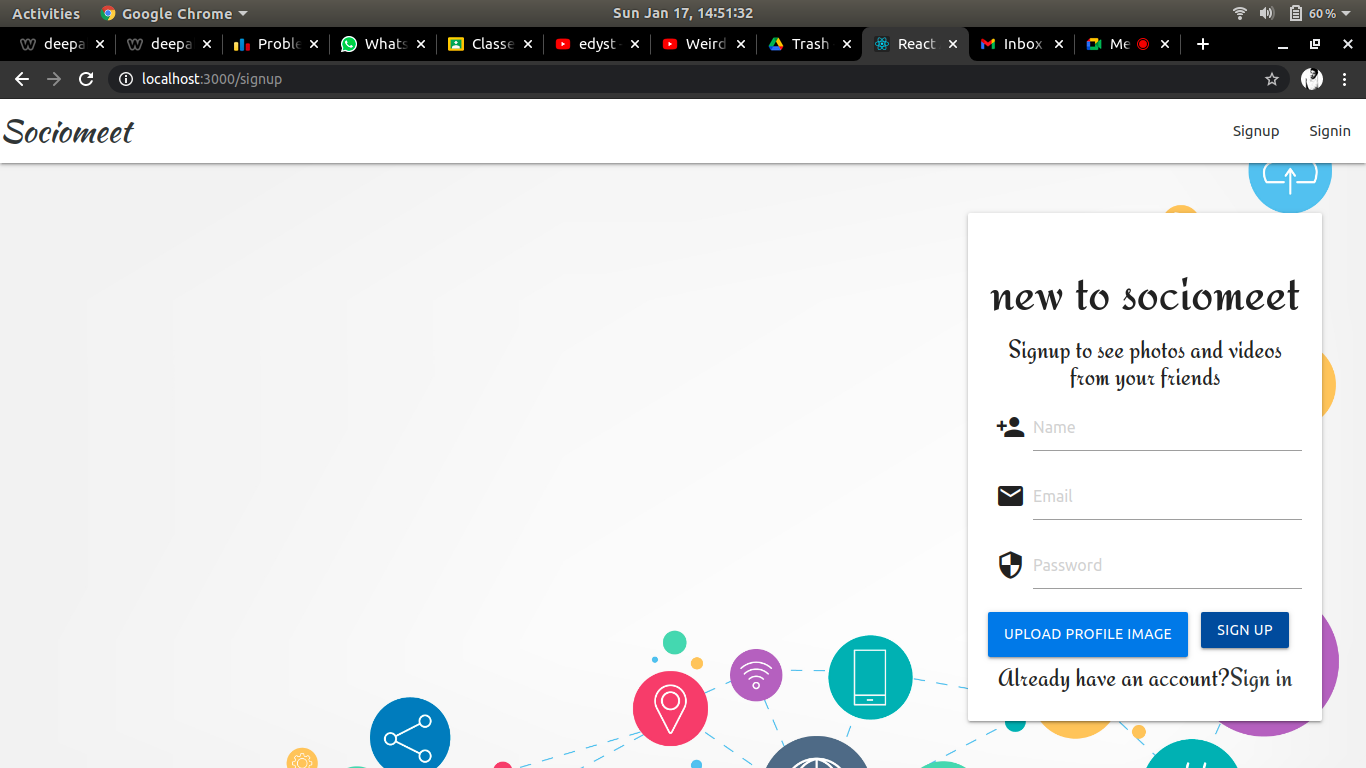 Activities Google Chrome Sun Jan 17, 14:51:32 60%
deepa deepa Proble Whats Classe edyst Weird Trash React Inbox Me
localhost:3000/signup
Sociomeet Signup Signin
new to sociomeet
Signup to see photos and videos
from your friends
Name
Email
Password
UPLOAD PROFILE IMAGE SIGN UP
Already have an account?Sign in